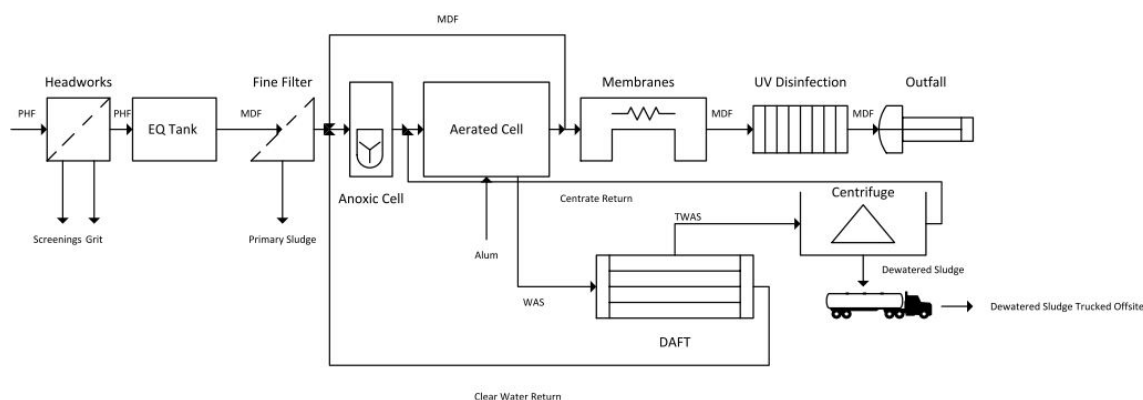 MDF
Headworks
Fine Filter
Membranes
UV Disinfection
Outfall
PHF
PHF
EQ Tank
MDF
Aerated Cell
MDF
MDF
Anoxic Cell
Centrate Return
Centrifuge
Screenings Grit
Primary Sludge
Alum
TWAS
Dewatered Sludge
WAS
Dewatered Sludge Trucked Offsite
DAFT
Clear Water Return